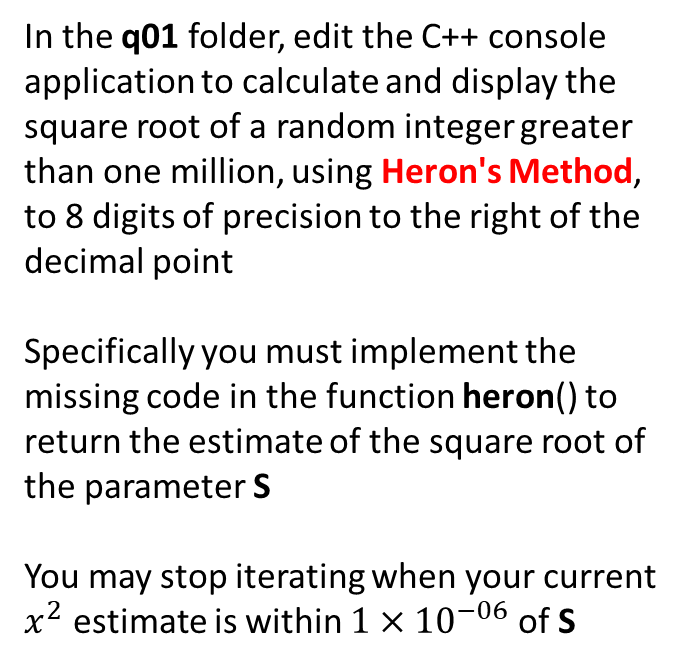 In the q01 folder, edit the C++ console
application to calculate and display the
square root of a random integer greater
than one million, using Heron's Method,
to 8 digits of precision to the right of the
decimal point
Specifically you must implement the
missing code in the function heron() to
return the estimate of the square root of
the parameter S
You may stop iterating when your current
x² estimate is within 1 × 10⁻⁰⁶ of S